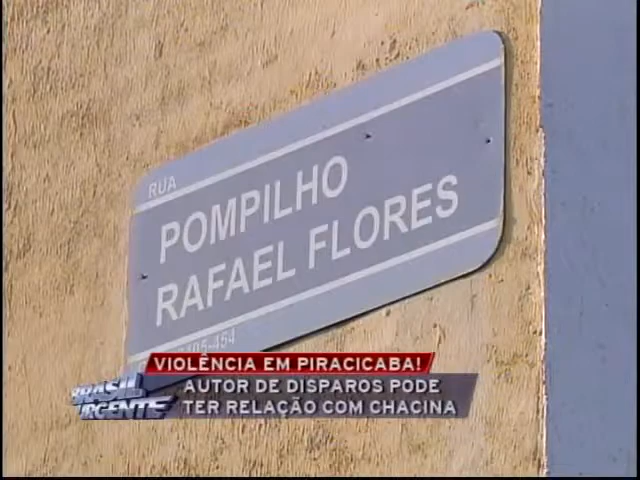 RUA
POMPILHO
RAFAEL FLORES
VIOLÊNCIA EM PIRACICABA!
BRASIL
URGENTE
AUTOR DE DISPAROS PODE
TER RELAÇÃO COM CHACINA